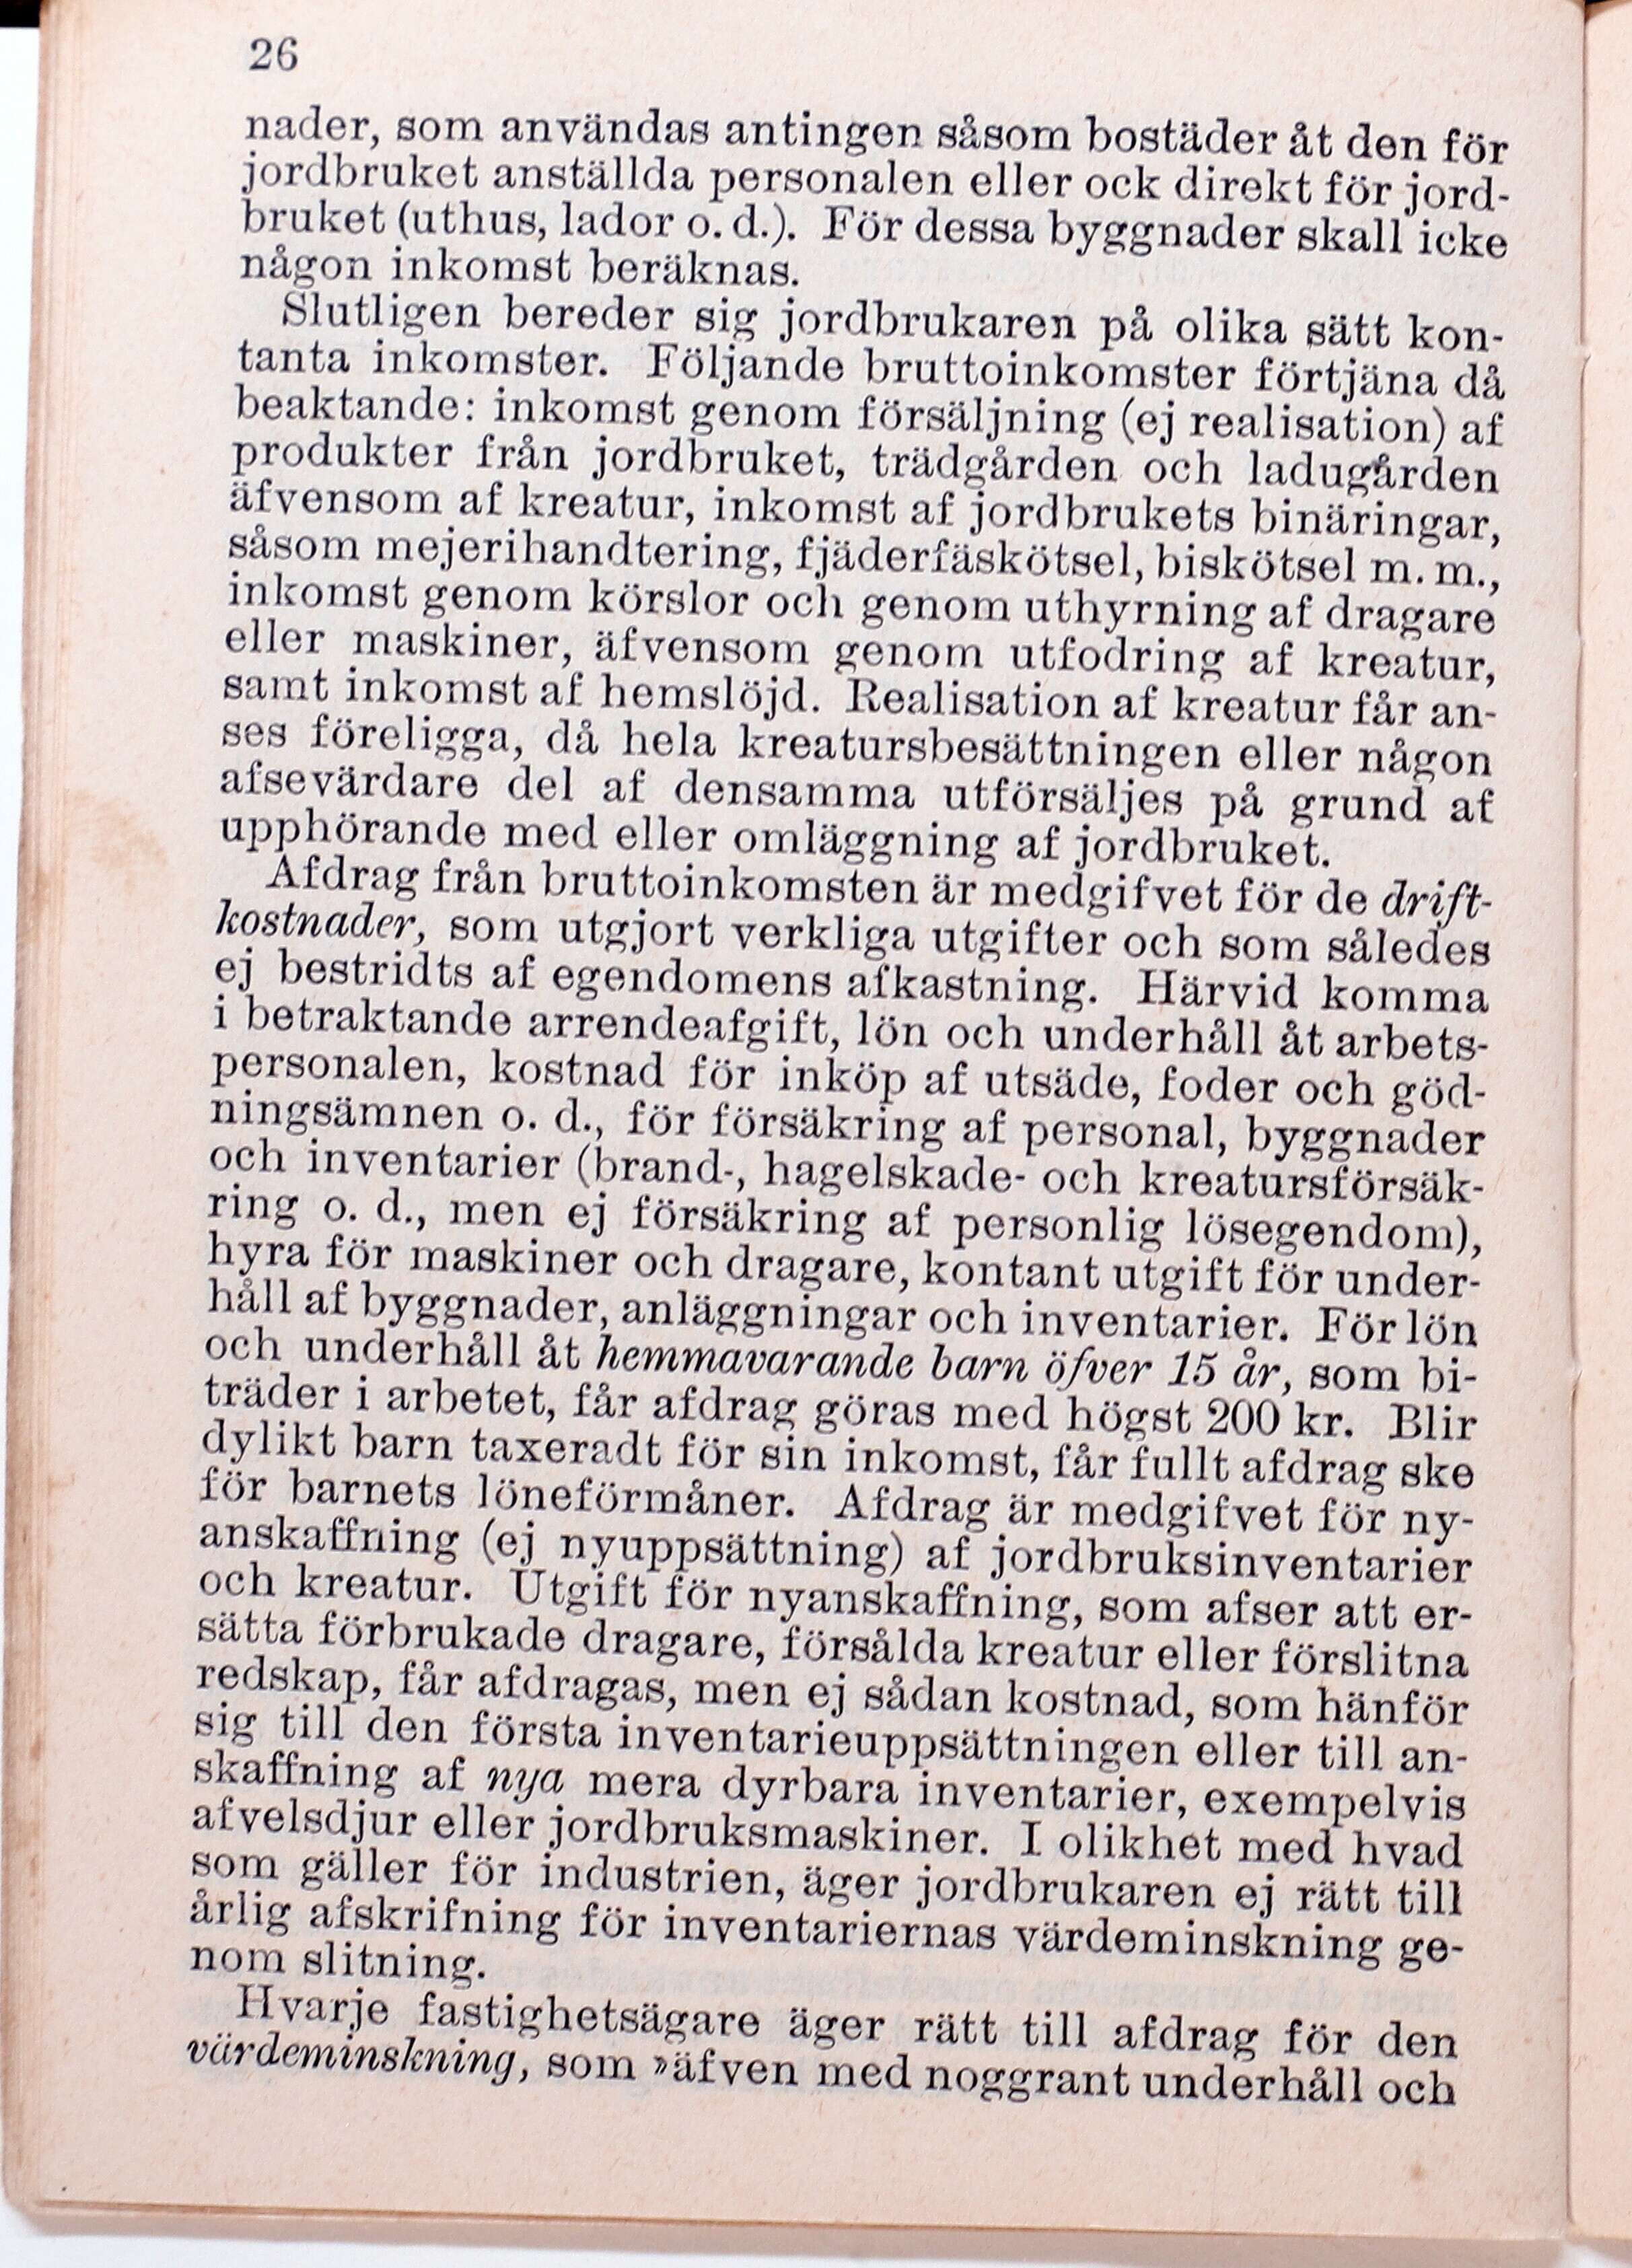 26
nader, som användas antingen såsom bostäder åt den för
jordbruket anställda personalen eller ock direkt för jord-
bruket (uthus, lador o. d.). För dessa byggnader skall icke
någon inkomst beräknas.
Slutligen bereder sig jordbrukaren på olika sätt kon-
tanta inkomster. Följande bruttoinkomster förtjäna då
beaktande: inkomst genom försäljning (ej realisation) af
produkter från jordbruket, trädgården och ladugården
äfvensom af kreatur, inkomst af jordbrukets binäringar,
såsom mejerihandtering, fjäderfäskötsel, biskötsel m. m.,
inkomst genom körslor och genom uthyrning af dragare
eller maskiner, äfvensom genom utfodring af kreatur,
samt inkomst af hemslöjd. Realisation af kreatur får an-
ses föreligga, då hela kreatursbesättningen eller någon
afsevärdare del af densamma utförsäljes på grund af
upphörande med eller omläggning af jordbruket.
Afdrag från bruttoinkomsten är medgifvet för de drift-
kostnader, som utgjort verkliga utgifter och som således
ej bestridts af egendomens afkastning. Härvid komma
i betraktande arrendeafgift, lön och underhåll åt arbets-
personalen, kostnad för inköp af utsäde, foder och göd-
ningsämnen o. d., för försäkring af personal, byggnader
och inventarier (brand-, hagelskade- och kreatursförsäk-
ring o. d., men ej försäkring af personlig lösegendom),
hyra för maskiner och dragare, kontant utgift för under-
håll af byggnader, anläggningar och inventarier. För lön
och underhåll åt hemmavarande barn öfver 15 år, som bi-
träder i arbetet, får afdrag göras med högst 200 kr. Blir
dylikt barn taxeradt för sin inkomst, får fullt afdrag ske
för barnets löneförmåner. Afdrag är medgifvet för ny-
anskaffning (ej nyuppsättning) af jordbruksinventarier
och kreatur. Utgift för nyanskaffning, som afser att er-
sätta förbrukade dragare, försålda kreatur eller förslitna
redskap, får afdragas, men ej sådan kostnad, som hänför
sig till den första inventarieuppsättningen eller till an-
skaffning af nya mera dyrbara inventarier, exempelvis
afvelsdjur eller jordbruksmaskiner. I olikhet med hvad
som gäller för industrien, äger jordbrukaren ej rätt till
årlig afskrifning för inventariernas värdeminskning ge-
nom slitning.
Hvarje fastighetsägare äger rätt till afdrag för den
värdeminskning, som »äfven med noggrant underhåll och